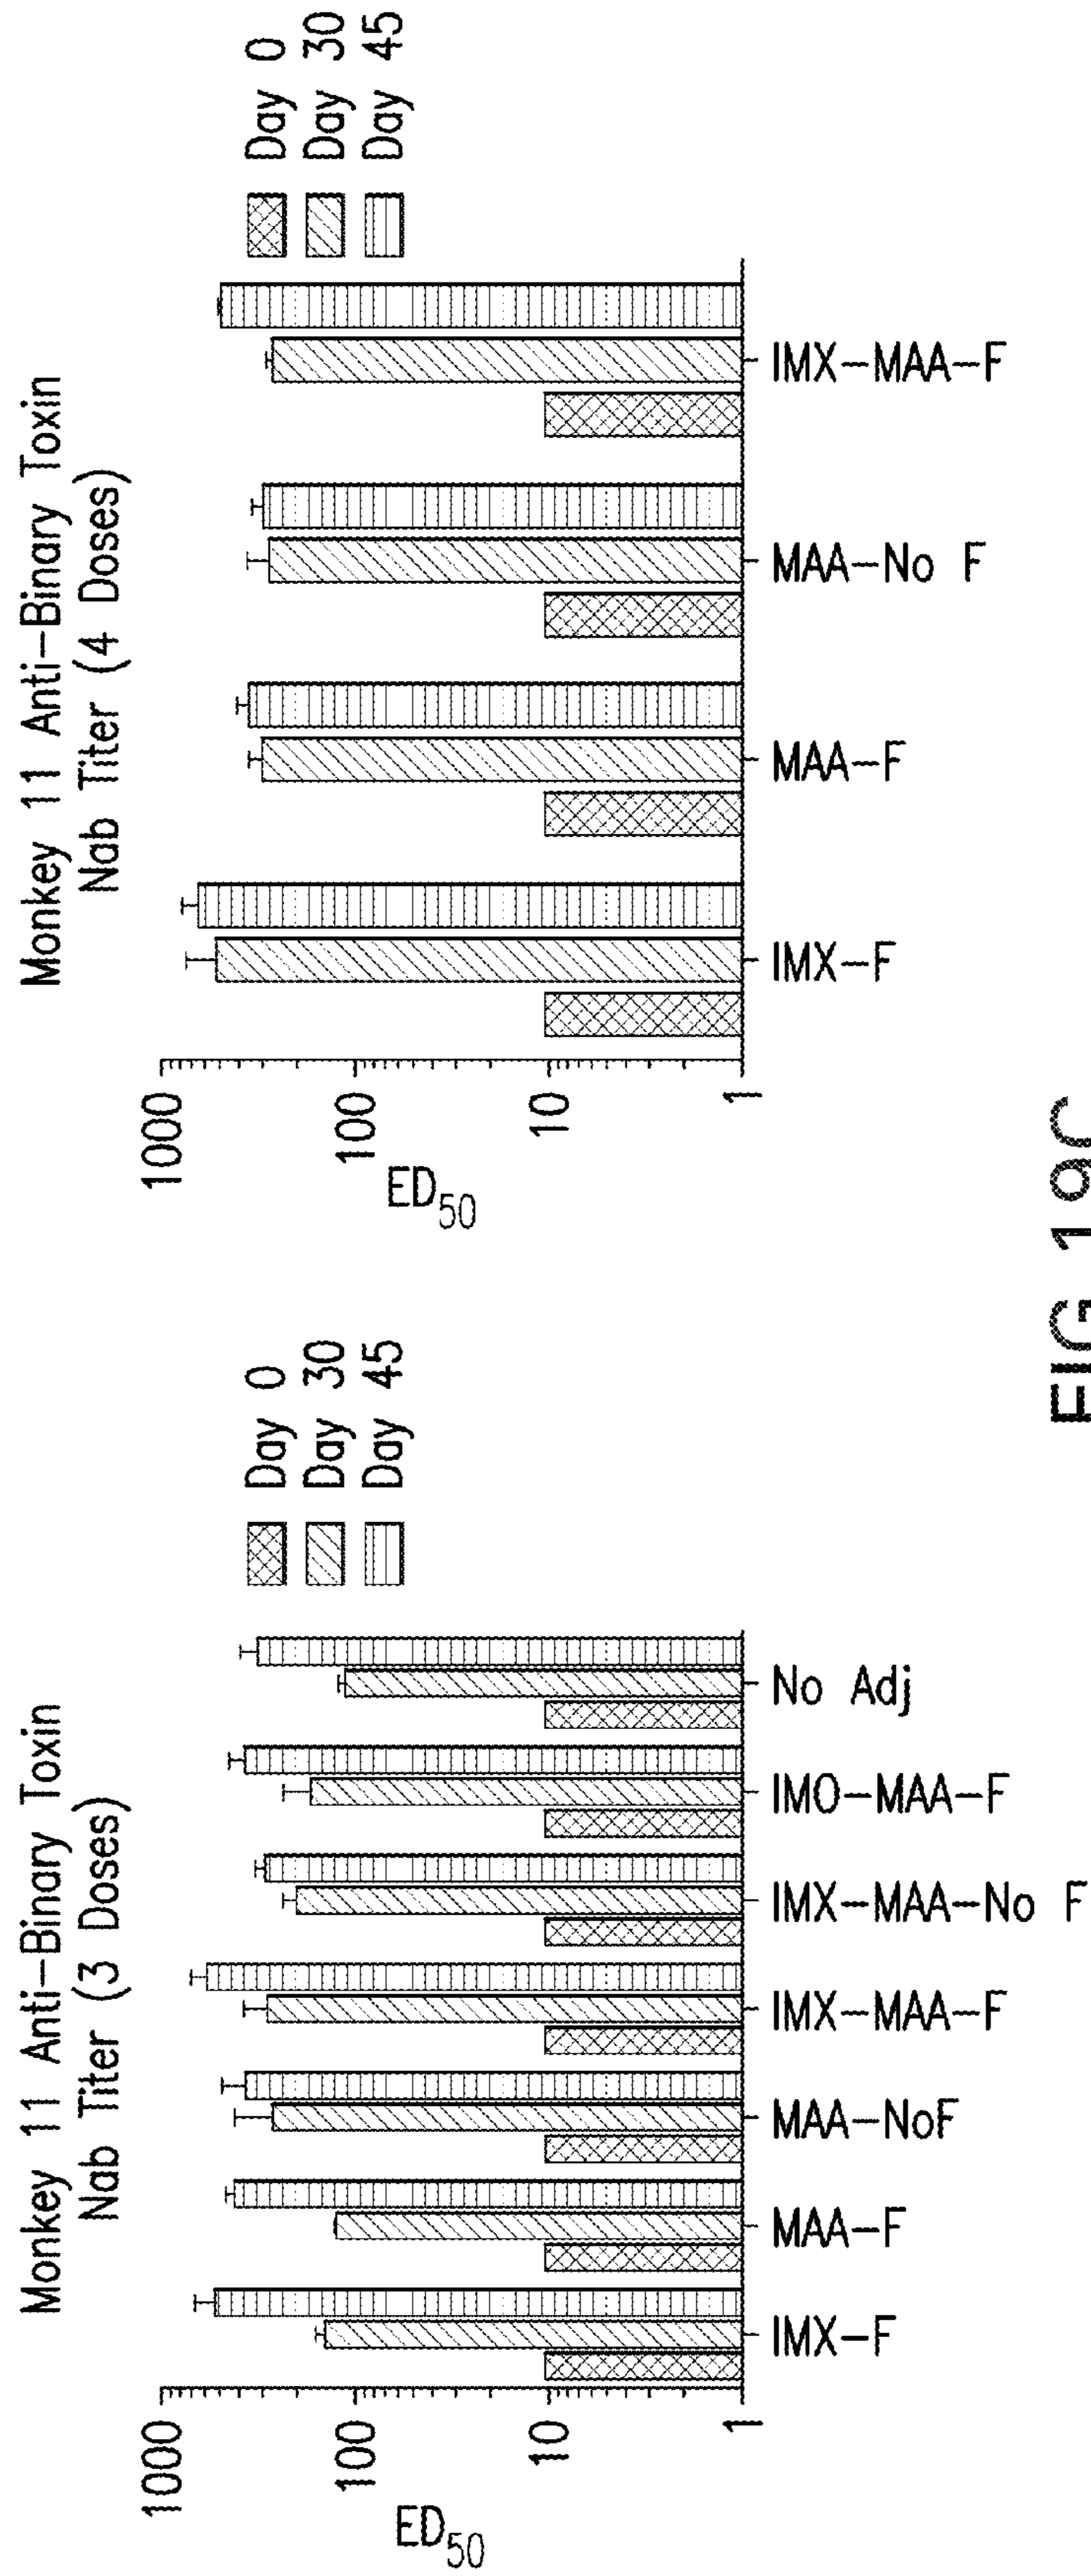 Monkey 11 Anti-Binary Toxin
Nab Titer (3 Doses)
1000
100
10
1
ED50
IMX-F
MAA-F
MAA-NoF
IMX-MAA-F
IMX-MAA-No F
IMO-MAA-F
No Adj
Day 0
Day 30
Day 45
Monkey 11 Anti-Binary Toxin
Nab Titer (4 Doses)
1000
100
10
1
ED50
IMX-F
MAA-F
MAA-No F
IMX-MAA-F
Day 0
Day 30
Day 45
FIG. 19C